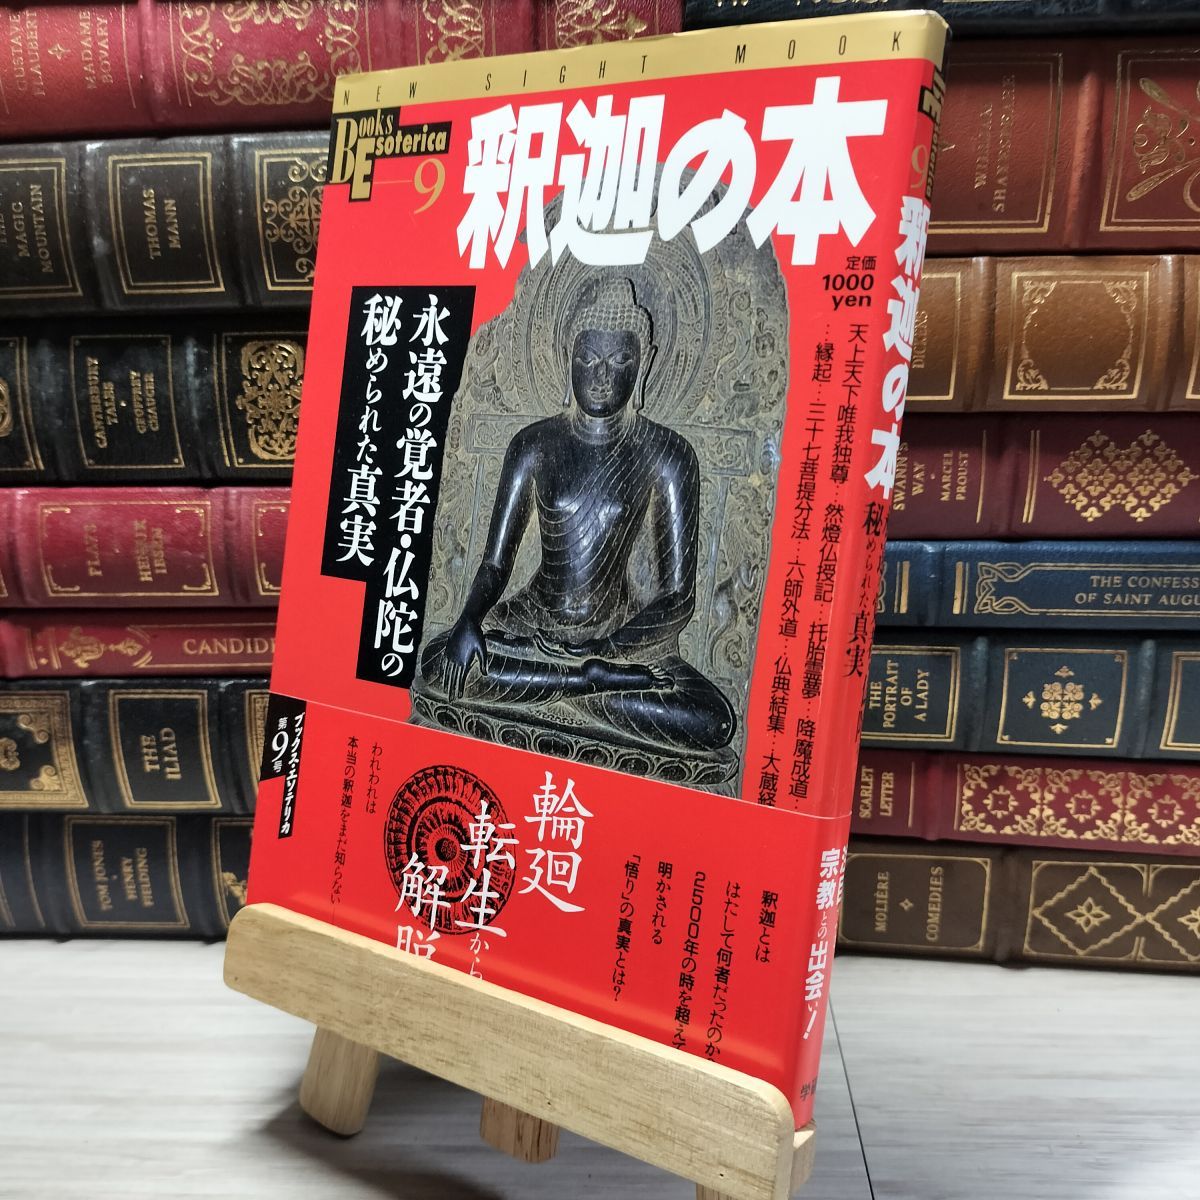 NEW SIGHT MOOK
Books
Esoterica
9
釈迦の本
定価
1000
yen
永遠の覚者・仏陀の
秘められた真実
天上天下唯我独尊…然燈仏授記…托胎霊夢…降魔成道…
…縁起…三十七菩提分法…六師外道…仏典結集…大蔵経
ブックス・エソテリカ
第9号
輪廻
転生から
解脱
われわれは
本当の釈迦をまだ知らない――
釈迦とは
はたして何者だったのか
2500年の時を超えて
明かされる
「悟り」の真実とは?
9
釈迦の本
秘められた真実
宗教との出会い!
学研
GUSTAVE
FLAUBERT
MADAME
BOVARY
MAGIC
MOUNTAIN
THOMAS
MANN
CANTERBURY
TALES
GEOFFREY
CHAUCER
PLAYS
HENRIK
IBSEN
CANDIDE
THE
ILIAD
TOM JONES
HENRY
FIELDING
WILLIAM
SHAKESPEARE
SWANN'S
WAY
MARCEL
PROUST
THE CONFESS
OF SAINT AUGU
THE
PORTRAIT
OF
A LADY
SCARLET
LETTER
MOLIÈRE
COMEDIES